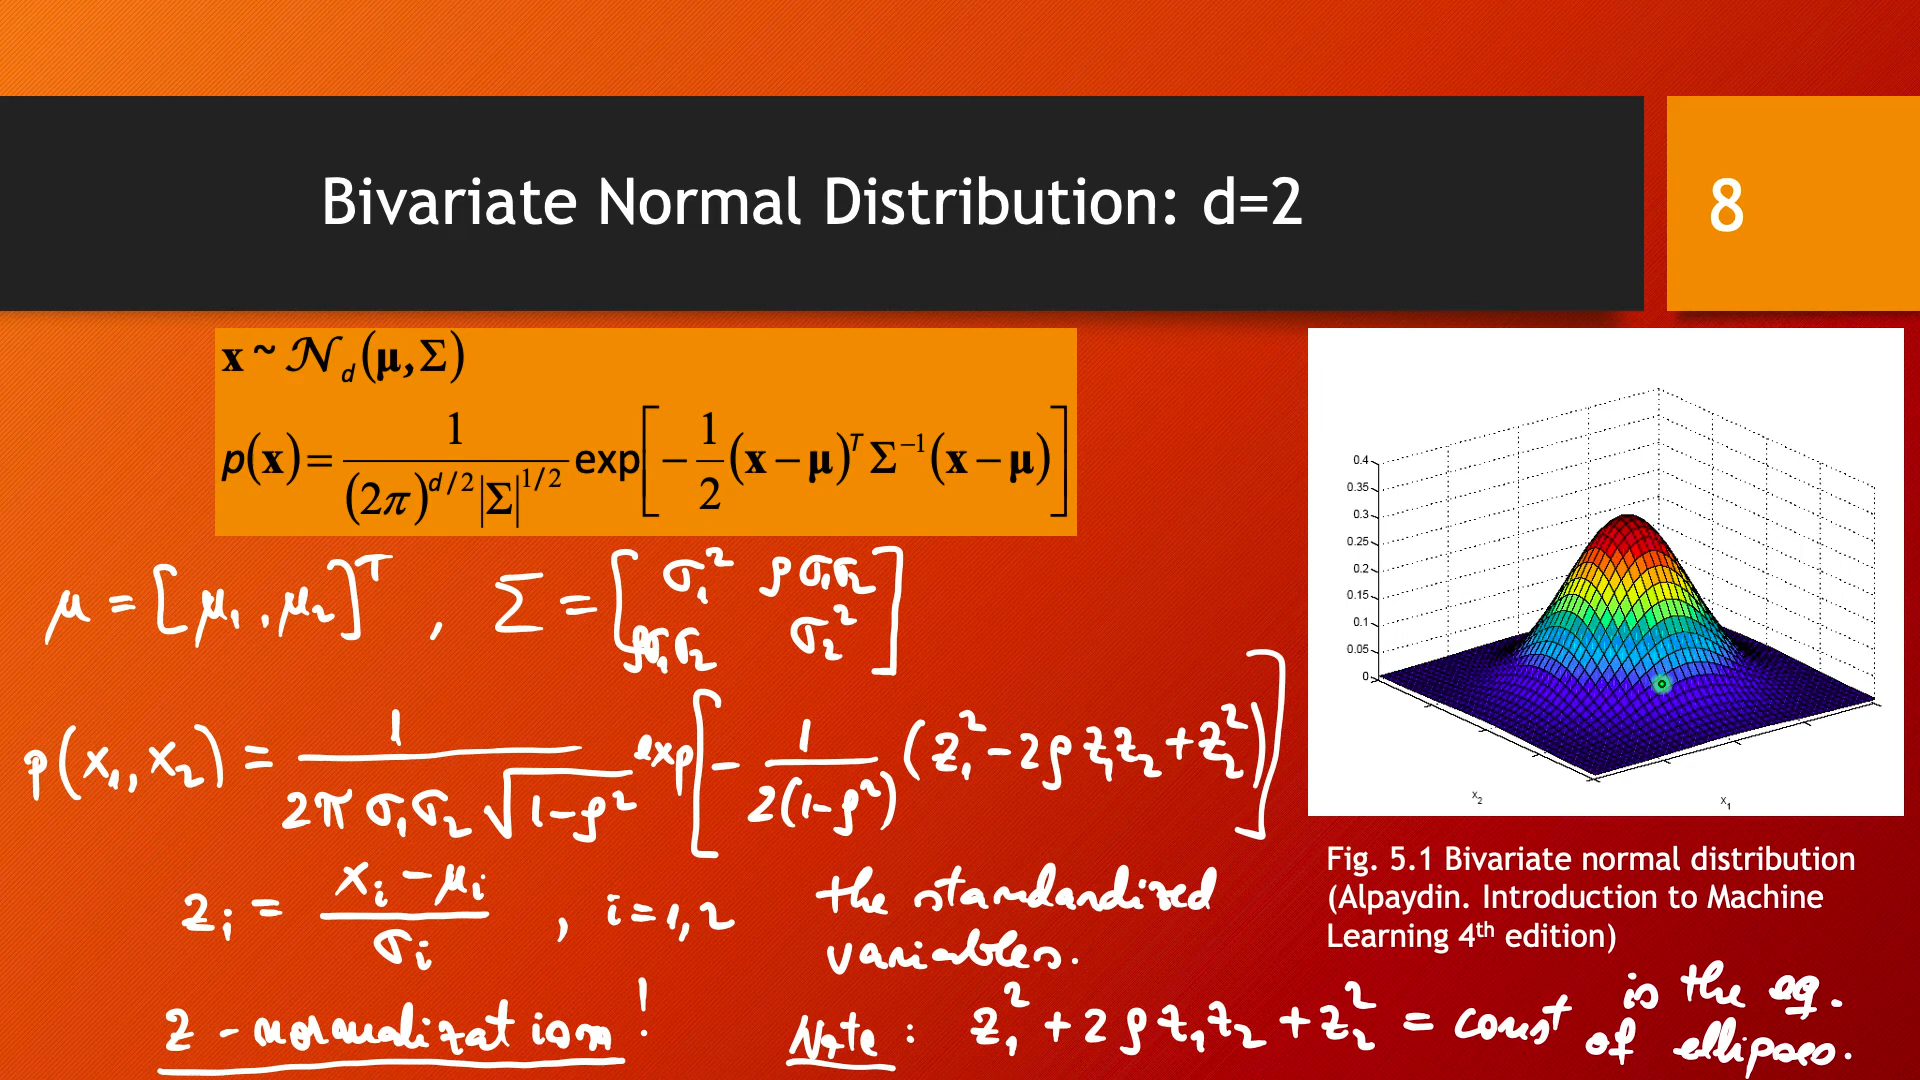 Bivariate Normal Distribution: d=2
8
x ~ 𝒩_d(μ,Σ)
p(x) = 1 / ((2π)^{d/2} |Σ|^{1/2}) exp[ − 1/2 (x − μ)^T Σ^{−1} (x − μ) ]
μ = [μ₁, μ₂]^T , Σ = [σ₁² ρσ₁σ₂
ρσ₁σ₂ σ₂²]
p(x₁, x₂) = 1 / (2π σ₁σ₂ √(1−ρ²)) exp[ − 1 / (2(1−ρ²)) (z₁² − 2ρ z₁z₂ + z₂²) ]
z_i = (x_i − μ_i) / σ_i , i=1,2
the standardized
variables.
z - normalization !
Note : z₁² + 2ρ z₁z₂ + z₂² = const is the eq.
of ellipses.
0.4
0.35
0.3
0.25
0.2
0.15
0.1
0.05
0
x₂
x₁
Fig. 5.1 Bivariate normal distribution
(Alpaydin. Introduction to Machine
Learning 4th edition)